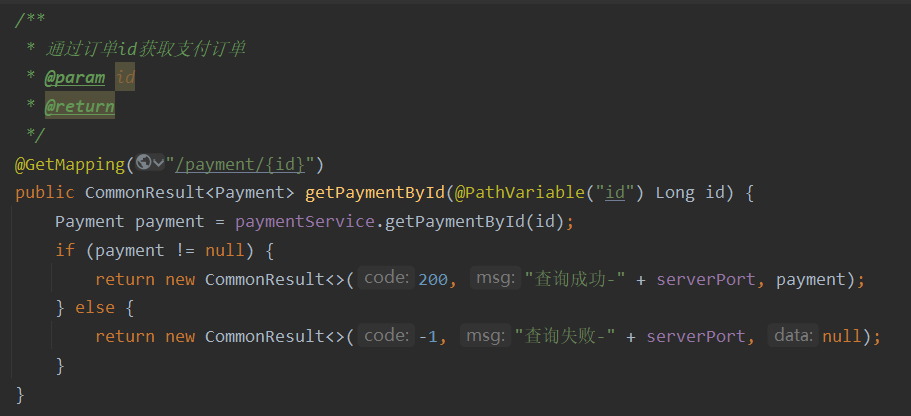 /**
 * 通过订单id获取支付订单
 * @param id
 * @return
 */
@GetMapping("/payment/{id}")
public CommonResult<Payment> getPaymentById(@PathVariable("id") Long id) {
    Payment payment = paymentService.getPaymentById(id);
    if (payment != null) {
        return new CommonResult<>( code: 200, msg: "查询成功-" + serverPort, payment);
    } else {
        return new CommonResult<>( code: -1, msg: "查询失败-" + serverPort, data: null);
    }
}